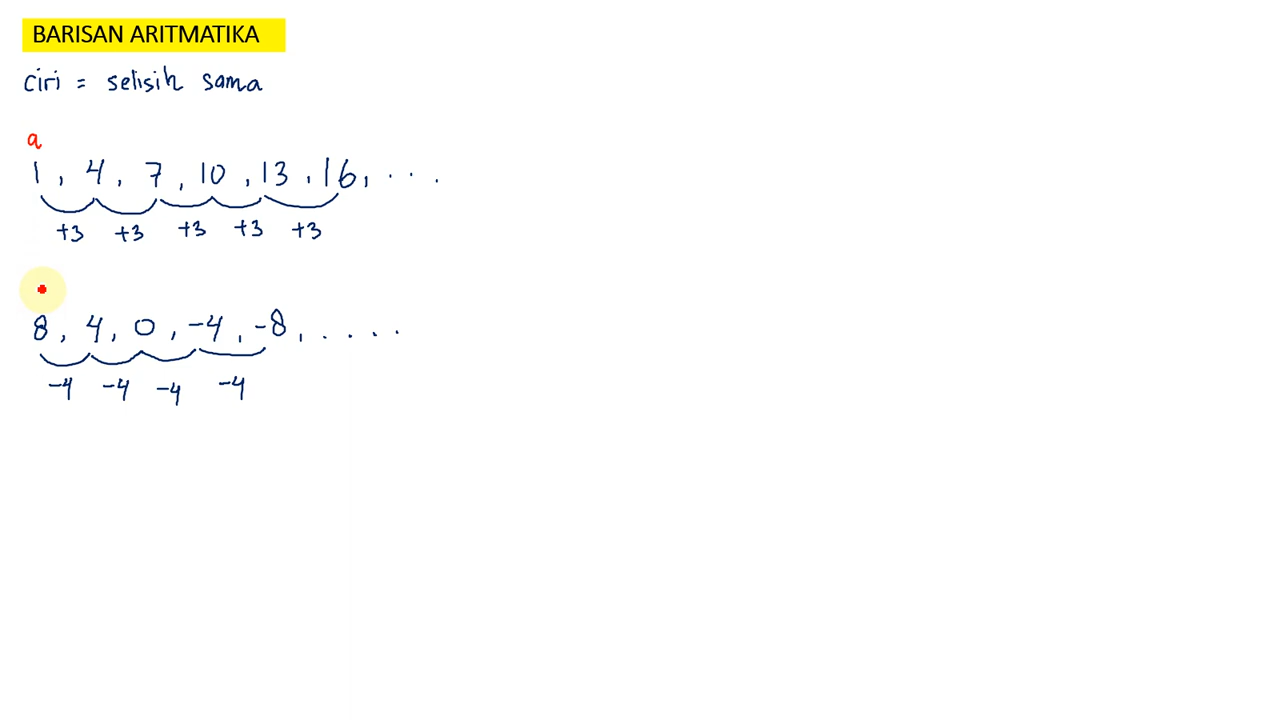 BARISAN ARITMATIKA
ciri = selisih sama
a
1, 4, 7, 10, 13, 16, ...
+3 +3 +3 +3 +3
8, 4, 0, -4, -8, ....
-4 -4 -4 -4